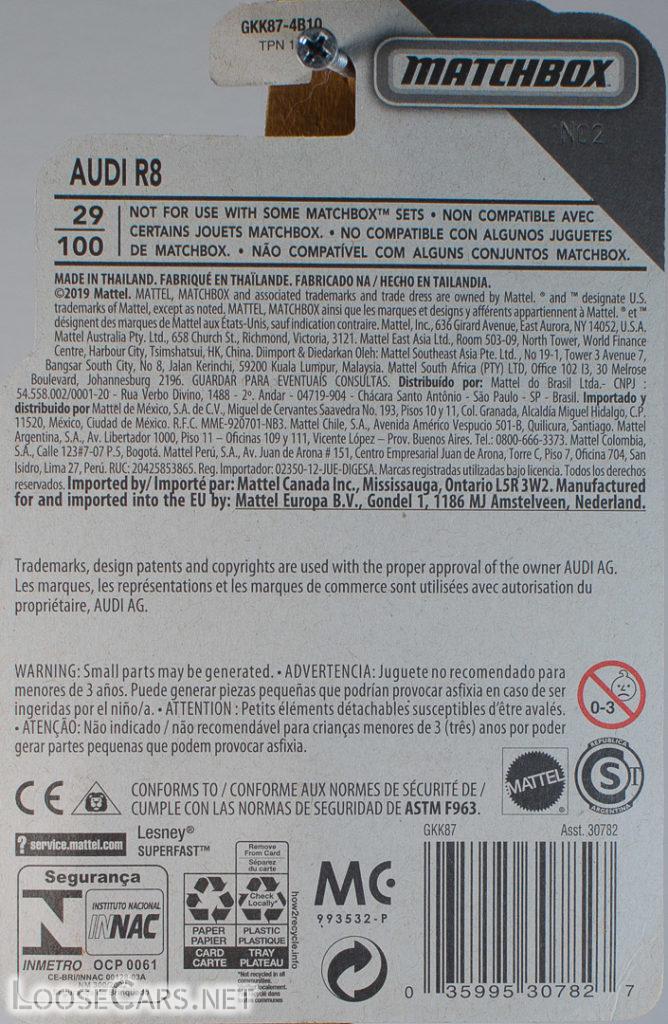 GKK87-4B10
TPN 1
MATCHBOX
NC2
AUDI R8
29
100
NOT FOR USE WITH SOME MATCHBOX™ SETS • NON COMPATIBLE AVEC
CERTAINS JOUETS MATCHBOX. • NO COMPATIBLE CON ALGUNOS JUGUETES
DE MATCHBOX. • NÃO COMPATÍVEL COM ALGUNS CONJUNTOS MATCHBOX.
MADE IN THAILAND. FABRIQUÉ EN THAÏLANDE. FABRICADO NA / HECHO EN TAILANDIA.
©2019 Mattel. MATTEL, MATCHBOX and associated trademarks and trade dress are owned by Mattel. ® and ™ designate U.S.
trademarks of Mattel, except as noted. MATTEL, MATCHBOX ainsi que les marques et designs y afférents appartiennent à Mattel. ® et ™
désignent des marques de Mattel aux États-Unis, sauf indication contraire. Mattel, Inc., 636 Girard Avenue, East Aurora, NY 14052, U.S.A.
Mattel Australia Pty. Ltd., 658 Church St., Richmond, Victoria, 3121. Mattel East Asia Ltd., Room 503-09, North Tower, World Finance
Centre, Harbour City, Tsimshatsui, HK, China. Diimport & Diedarkan Oleh: Mattel Southeast Asia Pte. Ltd., No 19-1, Tower 3 Avenue 7,
Bangsar South City, No 8, Jalan Kerinchi, 59200 Kuala Lumpur, Malaysia. Mattel South Africa (PTY) LTD, Office 102 I3, 30 Melrose
Boulevard, Johannesburg 2196. GUARDAR PARA EVENTUAIS CONSULTAS. Distribuído por: Mattel do Brasil Ltda.- CNPJ :
54.558.002/0001-20 - Rua Verbo Divino, 1488 - 2º. Andar - 04719-904 - Chácara Santo Antônio - São Paulo - SP - Brasil. Importado y
distribuido por Mattel de México, S.A. de C.V., Miguel de Cervantes Saavedra No. 193, Pisos 10 y 11, Col. Granada, Alcaldía Miguel Hidalgo, C.P.
11520, México, Ciudad de México. R.F.C. MME-920701-NB3. Mattel Chile, S.A., Avenida Américo Vespucio 501-B, Quilicura, Santiago. Mattel
Argentina, S.A., Av. Libertador 1000, Piso 11 – Oficinas 109 y 111, Vicente López – Prov. Buenos Aires. Tel.: 0800-666-3373. Mattel Colombia,
S.A., Calle 123#7-07 P.5, Bogotá. Mattel Perú, S.A., Av. Juan de Arona # 151, Centro Empresarial Juan de Arona, Torre C, Piso 7, Oficina 704, San
Isidro, Lima 27, Perú. RUC: 20425853865. Reg. Importador: 02350-12-JUE-DIGESA. Marcas registradas utilizadas bajo licencia. Todos los derechos
reservados. Imported by/ Importé par: Mattel Canada Inc., Mississauga, Ontario L5R 3W2. Manufactured
for and imported into the EU by: Mattel Europa B.V., Gondel 1, 1186 MJ Amstelveen, Nederland.
Trademarks, design patents and copyrights are used with the proper approval of the owner AUDI AG.
Les marques, les représentations et les marques de commerce sont utilisées avec autorisation du
propriétaire, AUDI AG.
WARNING: Small parts may be generated. • ADVERTENCIA: Juguete no recomendado para
menores de 3 años. Puede generar piezas pequeñas que podrían provocar asfixia en caso de ser
ingeridas por el niño/a. • ATTENTION : Petits éléments détachables susceptibles d'être avalés.
• ATENÇÃO: Não indicado / não recomendável para crianças menores de 3 (três) anos por poder
gerar partes pequenas que podem provocar asfixia.
0-3
CE
CONFORMS TO / CONFORME AUX NORMES DE SÉCURITÉ DE /
CUMPLE CON LAS NORMAS DE SEGURIDAD DE ASTM F963.
MATTEL
REPUBLICA
S T
ARGENTINA
? service.mattel.com
Lesney®
SUPERFAST™
GKK87 Asst. 30782
Segurança
INSTITUTO NACIONAL
INNAC
INMETRO OCP 0061
CE-BRI/INNAC 00128-03A
NM 300/
Brinquedo
Remove
From Card
Séparez
du carte
Check
Locally*
PAPER
PAPIER
PLASTIC
PLASTIQUE
CARD
CARTE
TRAY
PLATEAU
*Not recycled in all
communities.
how2recycle.info
MC
993532-P
0 35995 30782 7
LOOSECARS.NET